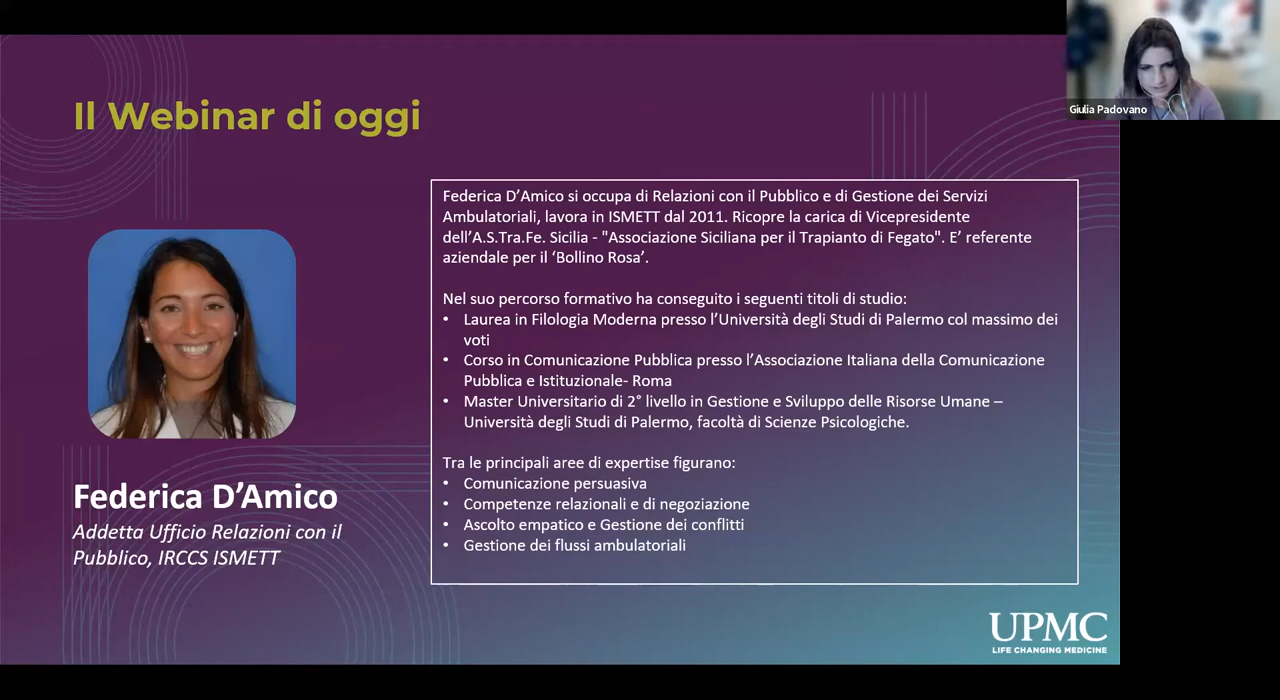 Il Webinar di oggi
Giulia Padovano
Federica D’Amico si occupa di Relazioni con il Pubblico e di Gestione dei Servizi
Ambulatoriali, lavora in ISMETT dal 2011. Ricopre la carica di Vicepresidente
dell’A.S.Tra.Fe. Sicilia - "Associazione Siciliana per il Trapianto di Fegato". E’ referente
aziendale per il ‘Bollino Rosa’.
Nel suo percorso formativo ha conseguito i seguenti titoli di studio:
• Laurea in Filologia Moderna presso l’Università degli Studi di Palermo col massimo dei
voti
• Corso in Comunicazione Pubblica presso l’Associazione Italiana della Comunicazione
Pubblica e Istituzionale- Roma
• Master Universitario di 2° livello in Gestione e Sviluppo delle Risorse Umane –
Università degli Studi di Palermo, facoltà di Scienze Psicologiche.
Tra le principali aree di expertise figurano:
• Comunicazione persuasiva
• Competenze relazionali e di negoziazione
• Ascolto empatico e Gestione dei conflitti
• Gestione dei flussi ambulatoriali
Federica D’Amico
Addetta Ufficio Relazioni con il
Pubblico, IRCCS ISMETT
UPMC
LIFE CHANGING MEDICINE